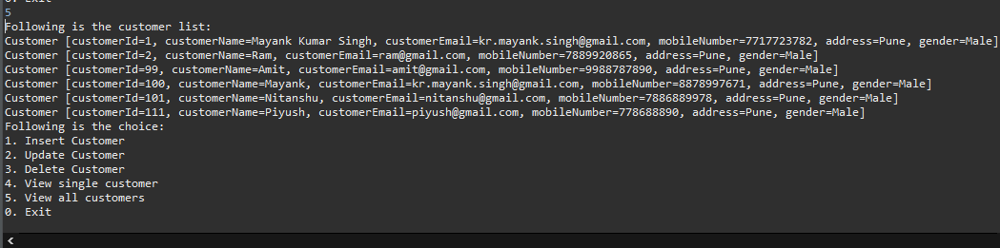 0. Exit
5
Following is the customer list:
Customer [customerId=1, customerName=Mayank Kumar Singh, customerEmail=kr.mayank.singh@gmail.com, mobileNumber=7717723782, address=Pune, gender=Male]
Customer [customerId=2, customerName=Ram, customerEmail=ram@gmail.com, mobileNumber=7889920865, address=Pune, gender=Male]
Customer [customerId=99, customerName=Amit, customerEmail=amit@gmail.com, mobileNumber=9988787890, address=Pune, gender=Male]
Customer [customerId=100, customerName=Mayank, customerEmail=kr.mayank.singh@gmail.com, mobileNumber=8878997671, address=Pune, gender=Male]
Customer [customerId=101, customerName=Nitanshu, customerEmail=nitanshu@gmail.com, mobileNumber=7886889978, address=Pune, gender=Male]
Customer [customerId=111, customerName=Piyush, customerEmail=piyush@gmail.com, mobileNumber=778688890, address=Pune, gender=Male]
Following is the choice:
1. Insert Customer
2. Update Customer
3. Delete Customer
4. View single customer
5. View all customers
0. Exit